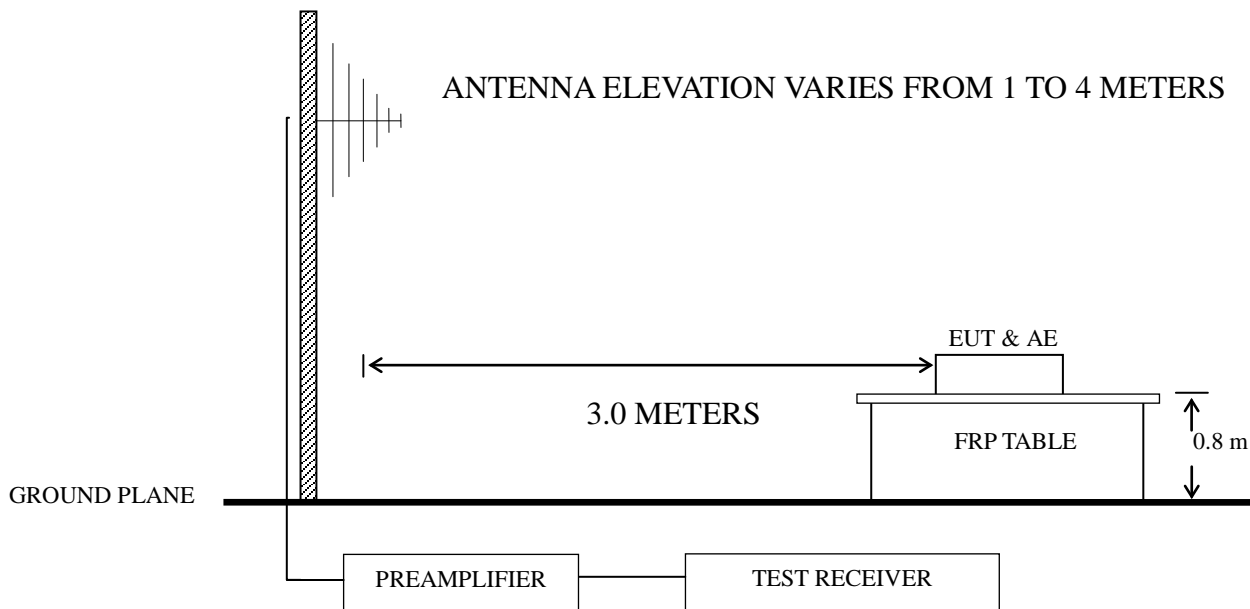 ANTENNA ELEVATION VARIES FROM 1 TO 4 METERS
EUT & AE
3.0 METERS
FRP TABLE
0.8 m
GROUND PLANE
PREAMPLIFIER
TEST RECEIVER